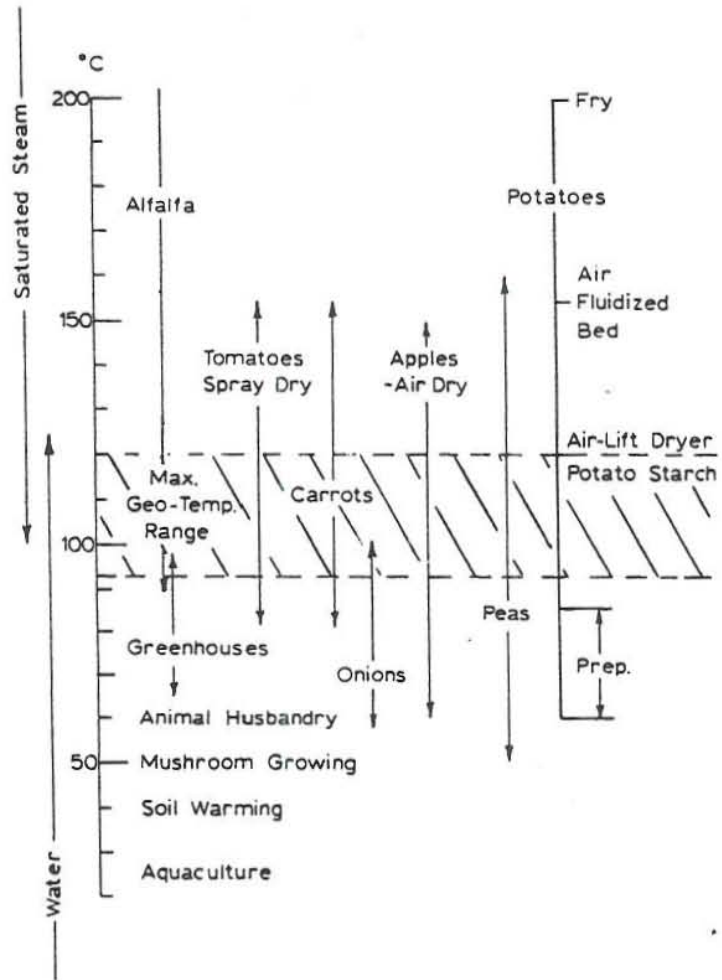 °C
Saturated Steam
200
Fry
Alfalfa
Potatoes
Air
Fluidized
Bed
150
Tomatoes
Spray Dry
Apples
-Air Dry
Air-Lift Dryer
Potato Starch
Max.
Geo-Temp.
Range
Carrots
100
Greenhouses
Onions
Peas
Prep.
Animal Husbandry
50
Mushroom Growing
Soil Warming
Aquaculture
Water